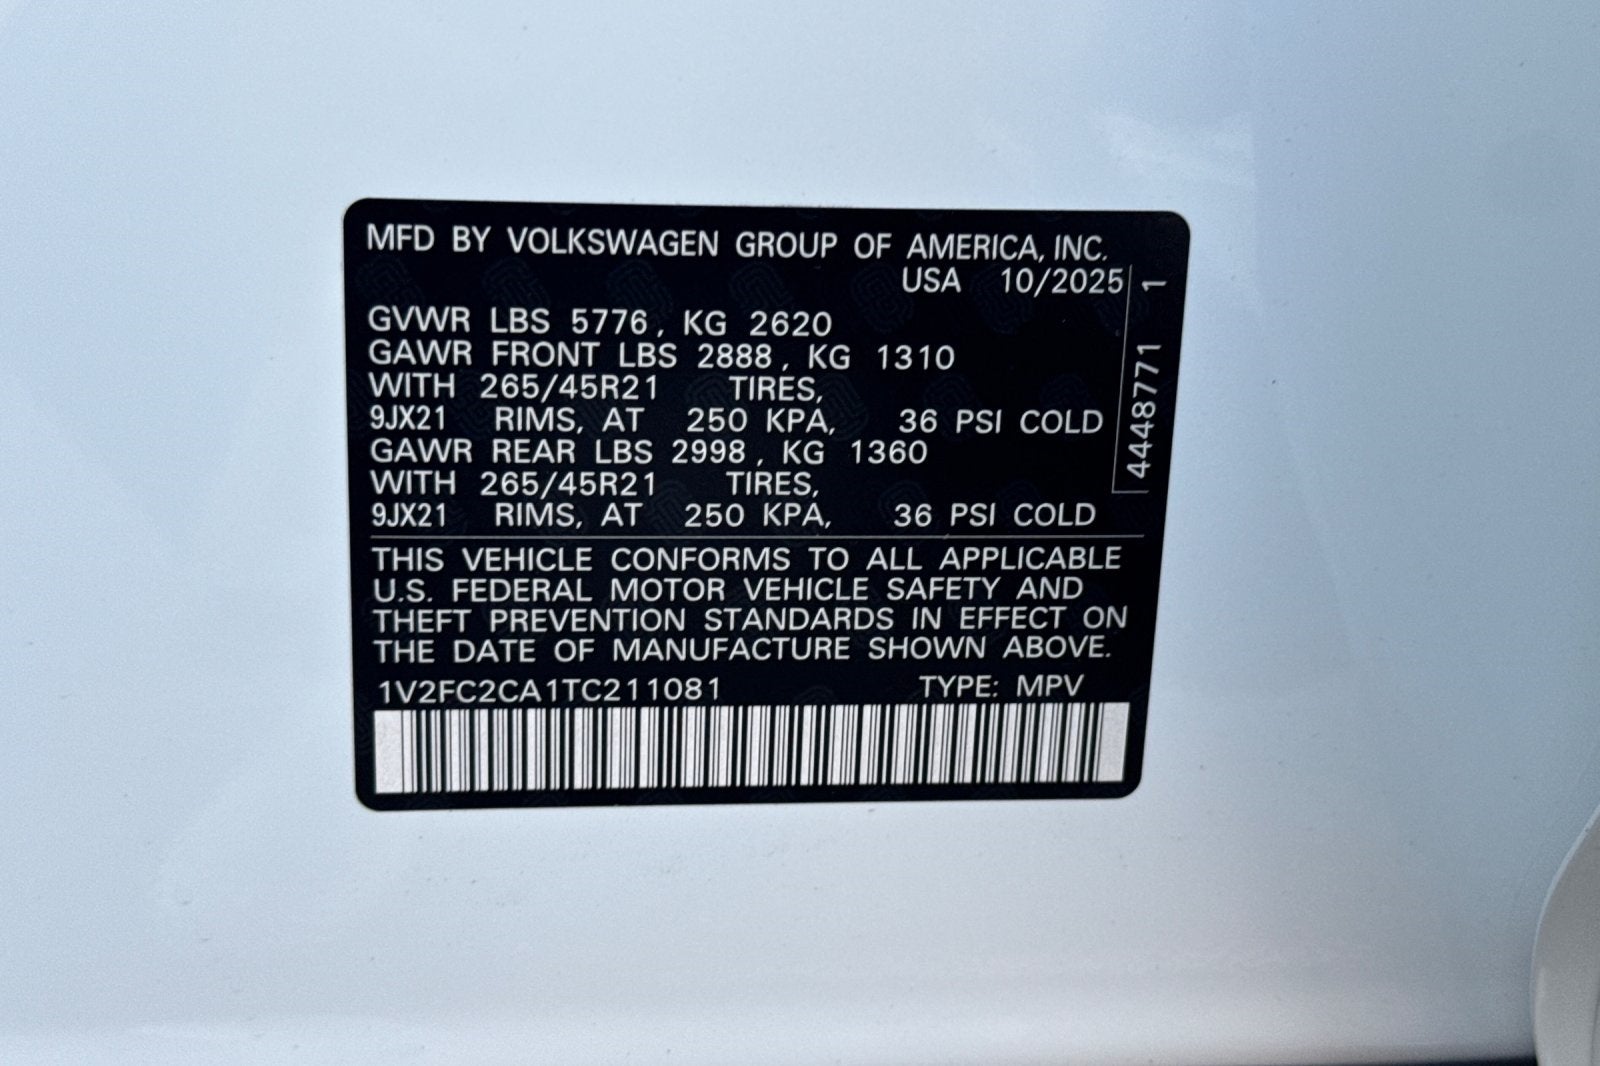 MFD BY VOLKSWAGEN GROUP OF AMERICA, INC.
USA 10/2025
GVWR LBS 5776, KG 2620
GAWR FRONT LBS 2888, KG 1310
WITH 265/45R21 TIRES,
9JX21 RIMS, AT 250 KPA, 36 PSI COLD
GAWR REAR LBS 2998, KG 1360
WITH 265/45R21 TIRES,
9JX21 RIMS, AT 250 KPA, 36 PSI COLD
4448771 1
THIS VEHICLE CONFORMS TO ALL APPLICABLE
U.S. FEDERAL MOTOR VEHICLE SAFETY AND
THEFT PREVENTION STANDARDS IN EFFECT ON
THE DATE OF MANUFACTURE SHOWN ABOVE.
1V2FC2CA1TC211081 TYPE: MPV